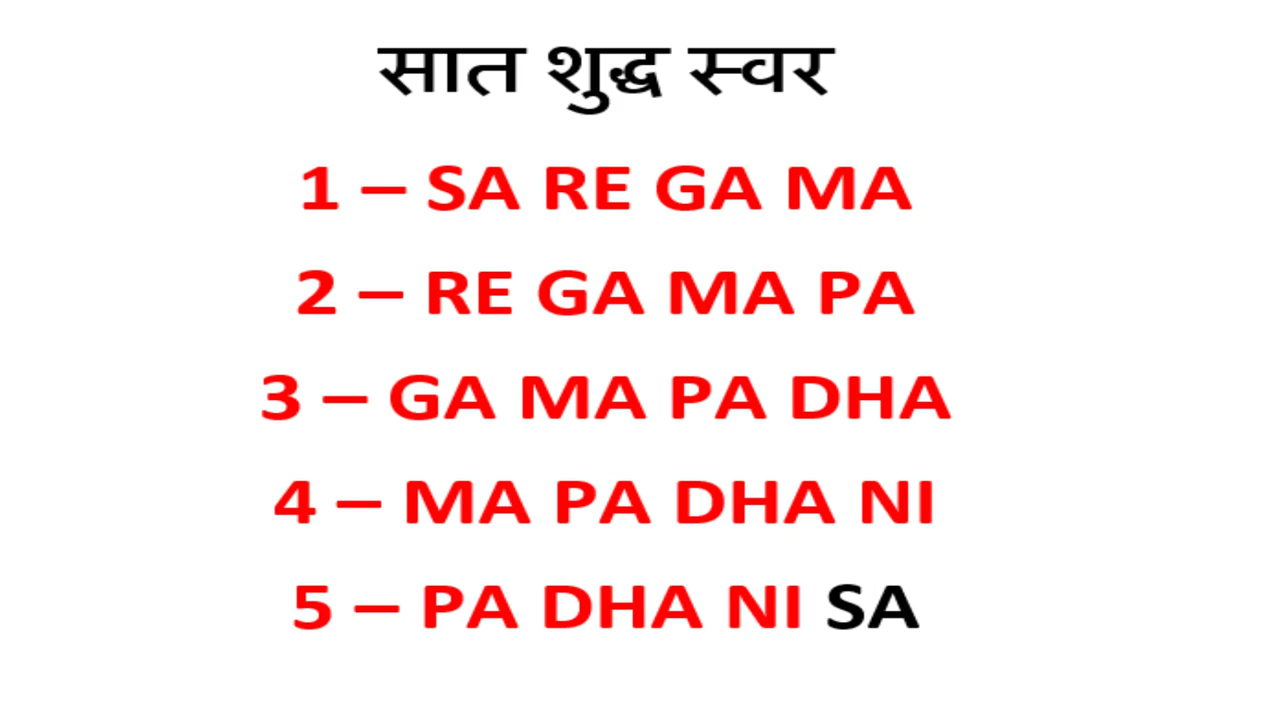 सात शुद्ध स्वर
1 – SA RE GA MA
2 – RE GA MA PA
3 – GA MA PA DHA
4 – MA PA DHA NI
5 – PA DHA NI SA